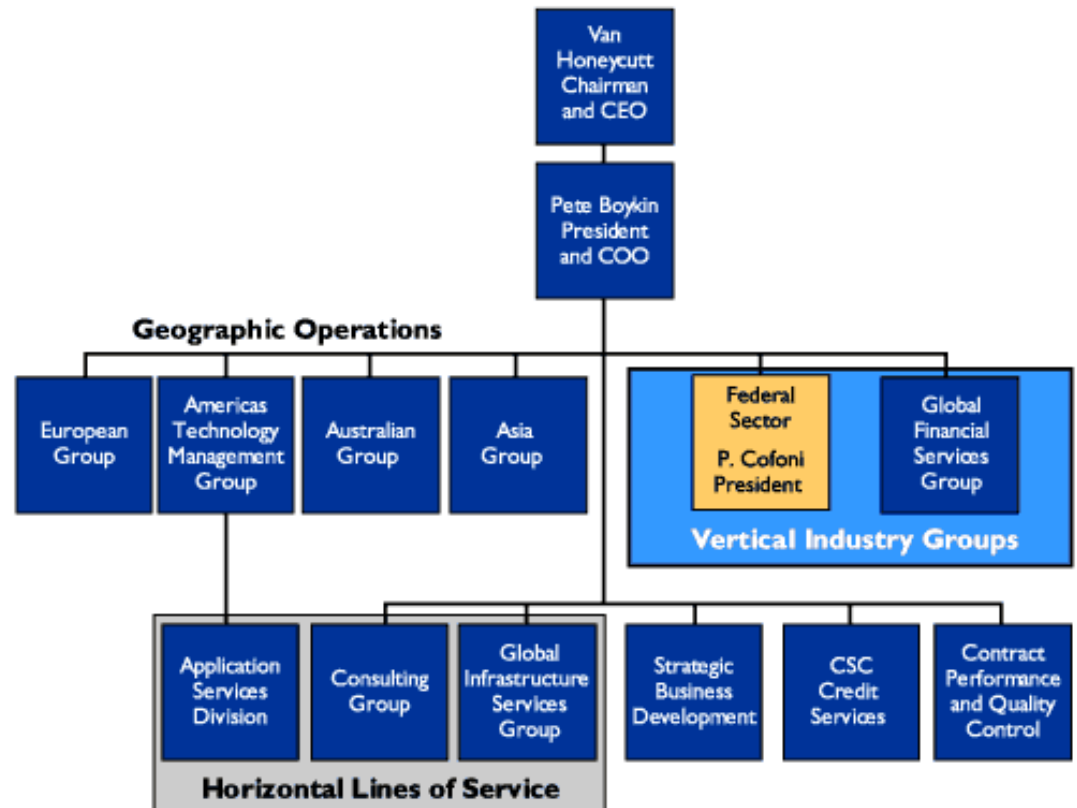 Van
Honeycutt
Chairman
and CEO
Pete Boykin
President
and COO
Geographic Operations
European
Group
Americas
Technology
Management
Group
Australian
Group
Asia
Group
Federal
Sector
P. Cofoni
President
Global
Financial
Services
Group
Vertical Industry Groups
Application
Services
Division
Consulting
Group
Global
Infrastructure
Services
Group
Strategic
Business
Development
CSC
Credit
Services
Contract
Performance
and Quality
Control
Horizontal Lines of Service